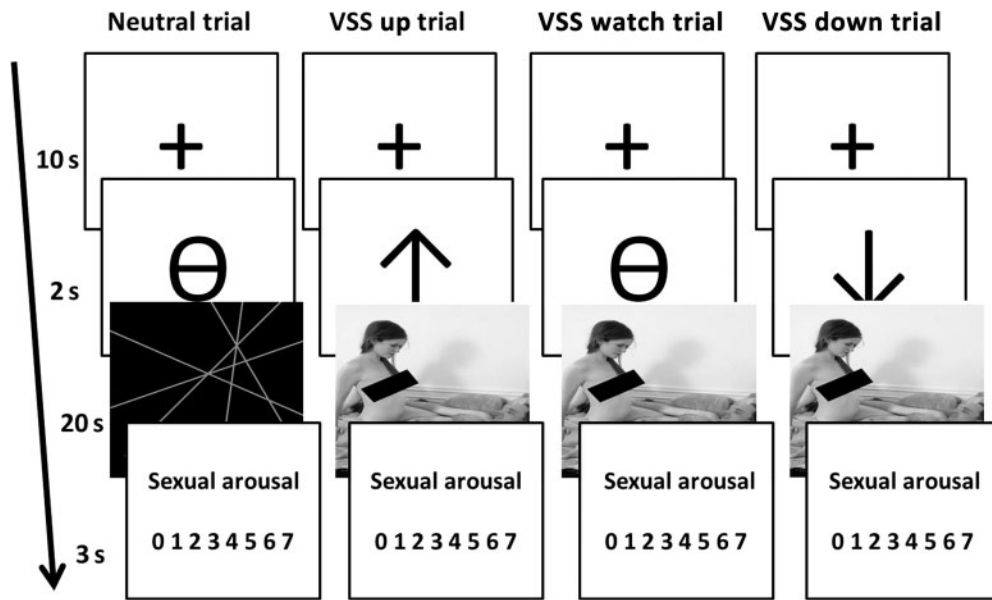 Neutral trial VSS up trial VSS watch trial VSS down trial
+ + + +
10 s
Ө ↑ Ө ↓
2 s
20 s
Sexual arousal Sexual arousal Sexual arousal Sexual arousal
0 1 2 3 4 5 6 7 0 1 2 3 4 5 6 7 0 1 2 3 4 5 6 7 0 1 2 3 4 5 6 7
3 s